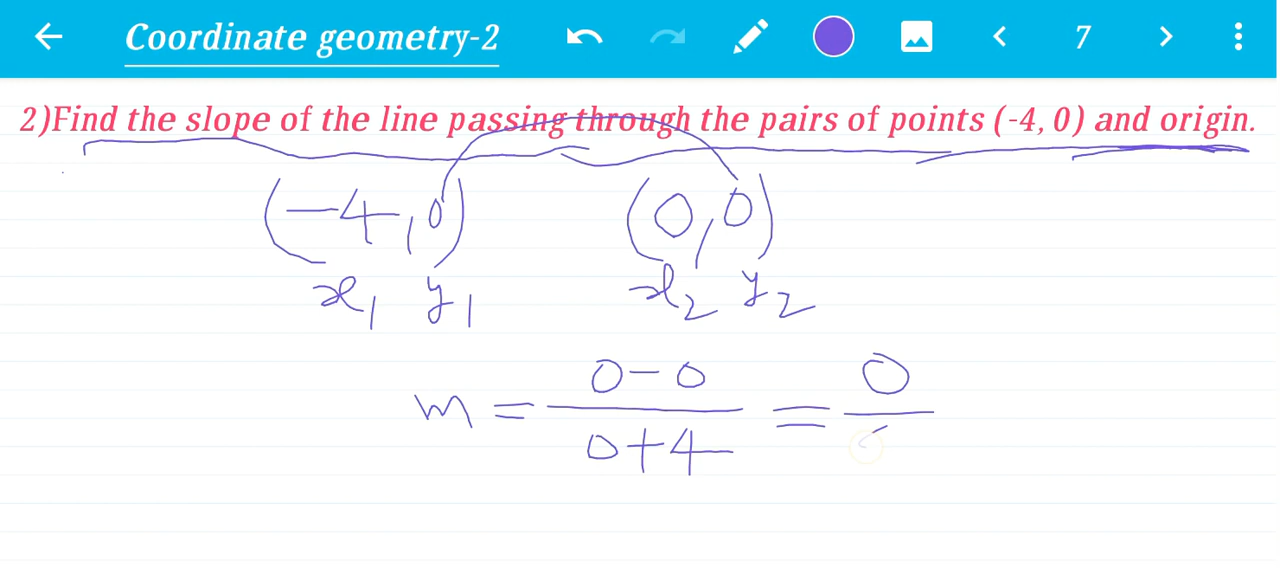 Coordinate geometry-2 7
2)Find the slope of the line passing through the pairs of points (-4, 0) and origin.
(-4, 0) (0, 0)
x₁ y₁ x₂ y₂
m = 0-0/0+4 = 0/